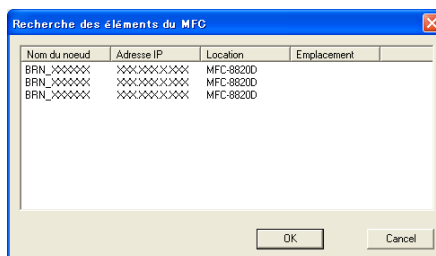 Recherche des éléments du MFC
Nom du noeud Adresse IP Location Emplacement
BRN_XXXXXX XXX.XXX.X.XXX MFC-8820D
BRN_XXXXXX XXX.XXX.X.XXX MFC-8820D
BRN_XXXXXX XXX.XXX.X.XXX MFC-8820D
OK Cancel